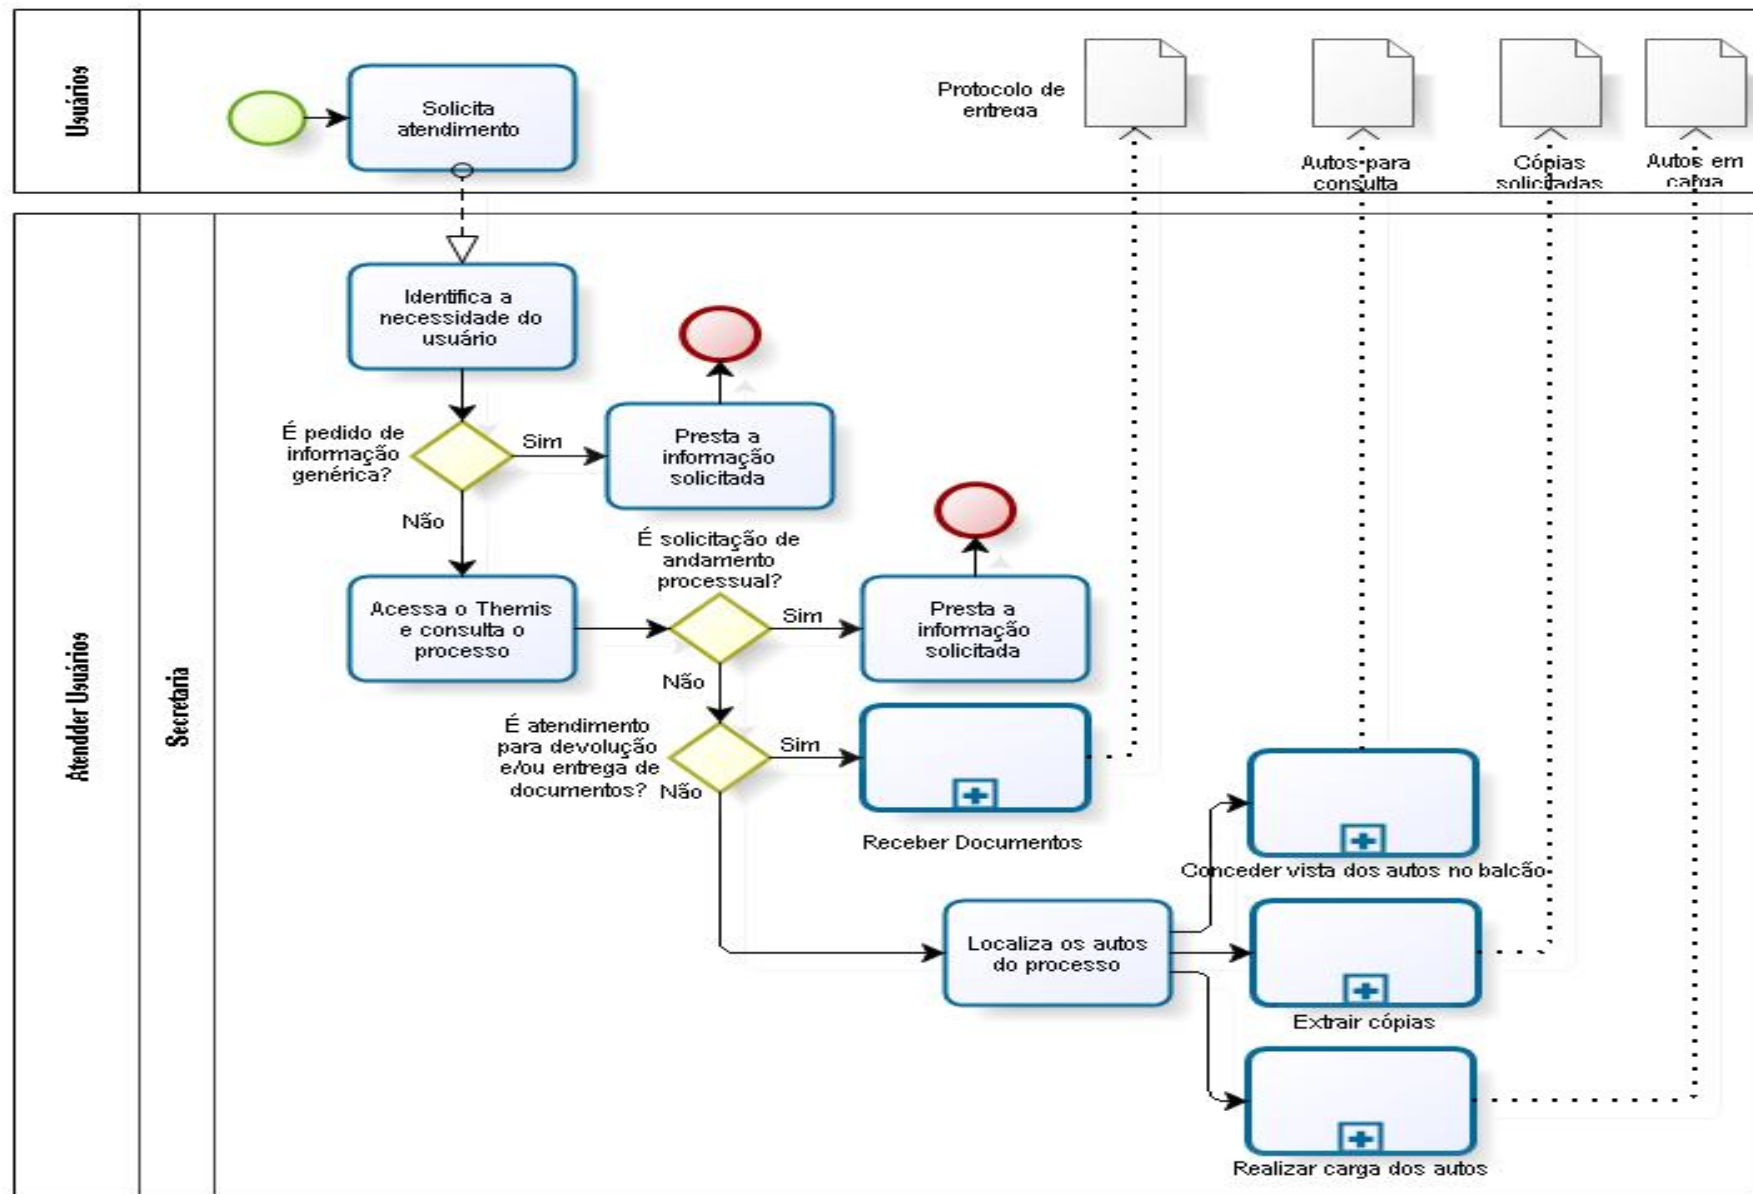 Usuários
Solicita
atendimento
Protocolo de
entrega
Autos para
consulta
Cópias
solicitadas
Autos em
carga
Atendder Usuários
Secretaria
Identifica a
necessidade do
usuário
É pedido de
informação
genérica?
Sim
Presta a
informação
solicitada
Não
É solicitação de
andamento
processual?
Acessa o Themis
e consulta o
processo
Sim
Presta a
informação
solicitada
Não
É atendimento
para devolução
e/ou entrega de
documentos?
Sim
Não
Receber Documentos
Conceder vista dos autos no balcão
Localiza os autos
do processo
Extrair cópias
Realizar carga dos autos